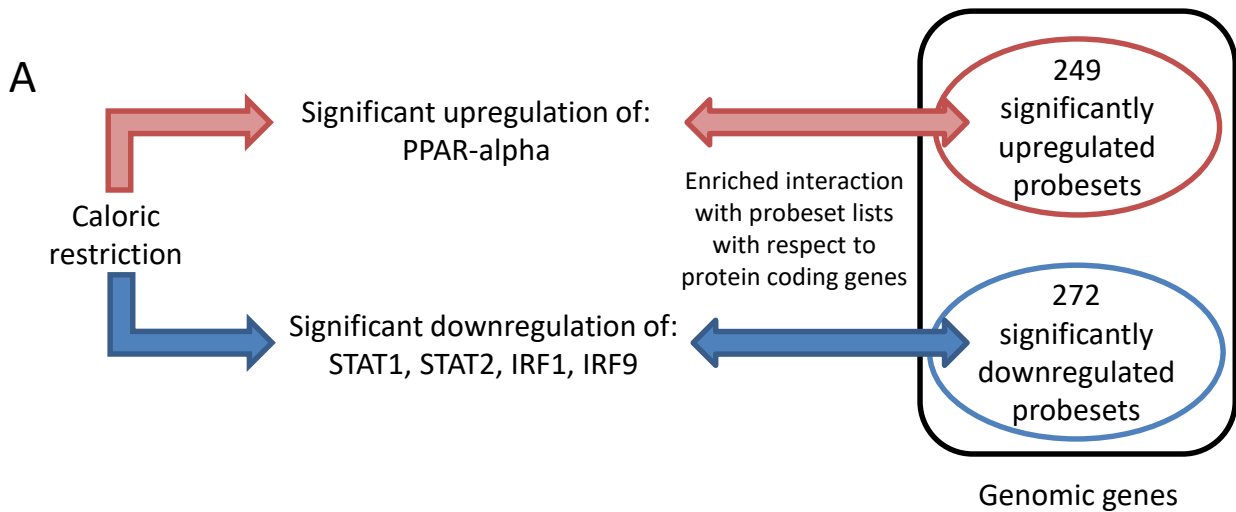 A
Caloric
restriction
Significant upregulation of:
PPAR-alpha
Significant downregulation of:
STAT1, STAT2, IRF1, IRF9
Enriched interaction
with probeset lists
with respect to
protein coding genes
249
significantly
upregulated
probesets
272
significantly
downregulated
probesets
Genomic genes